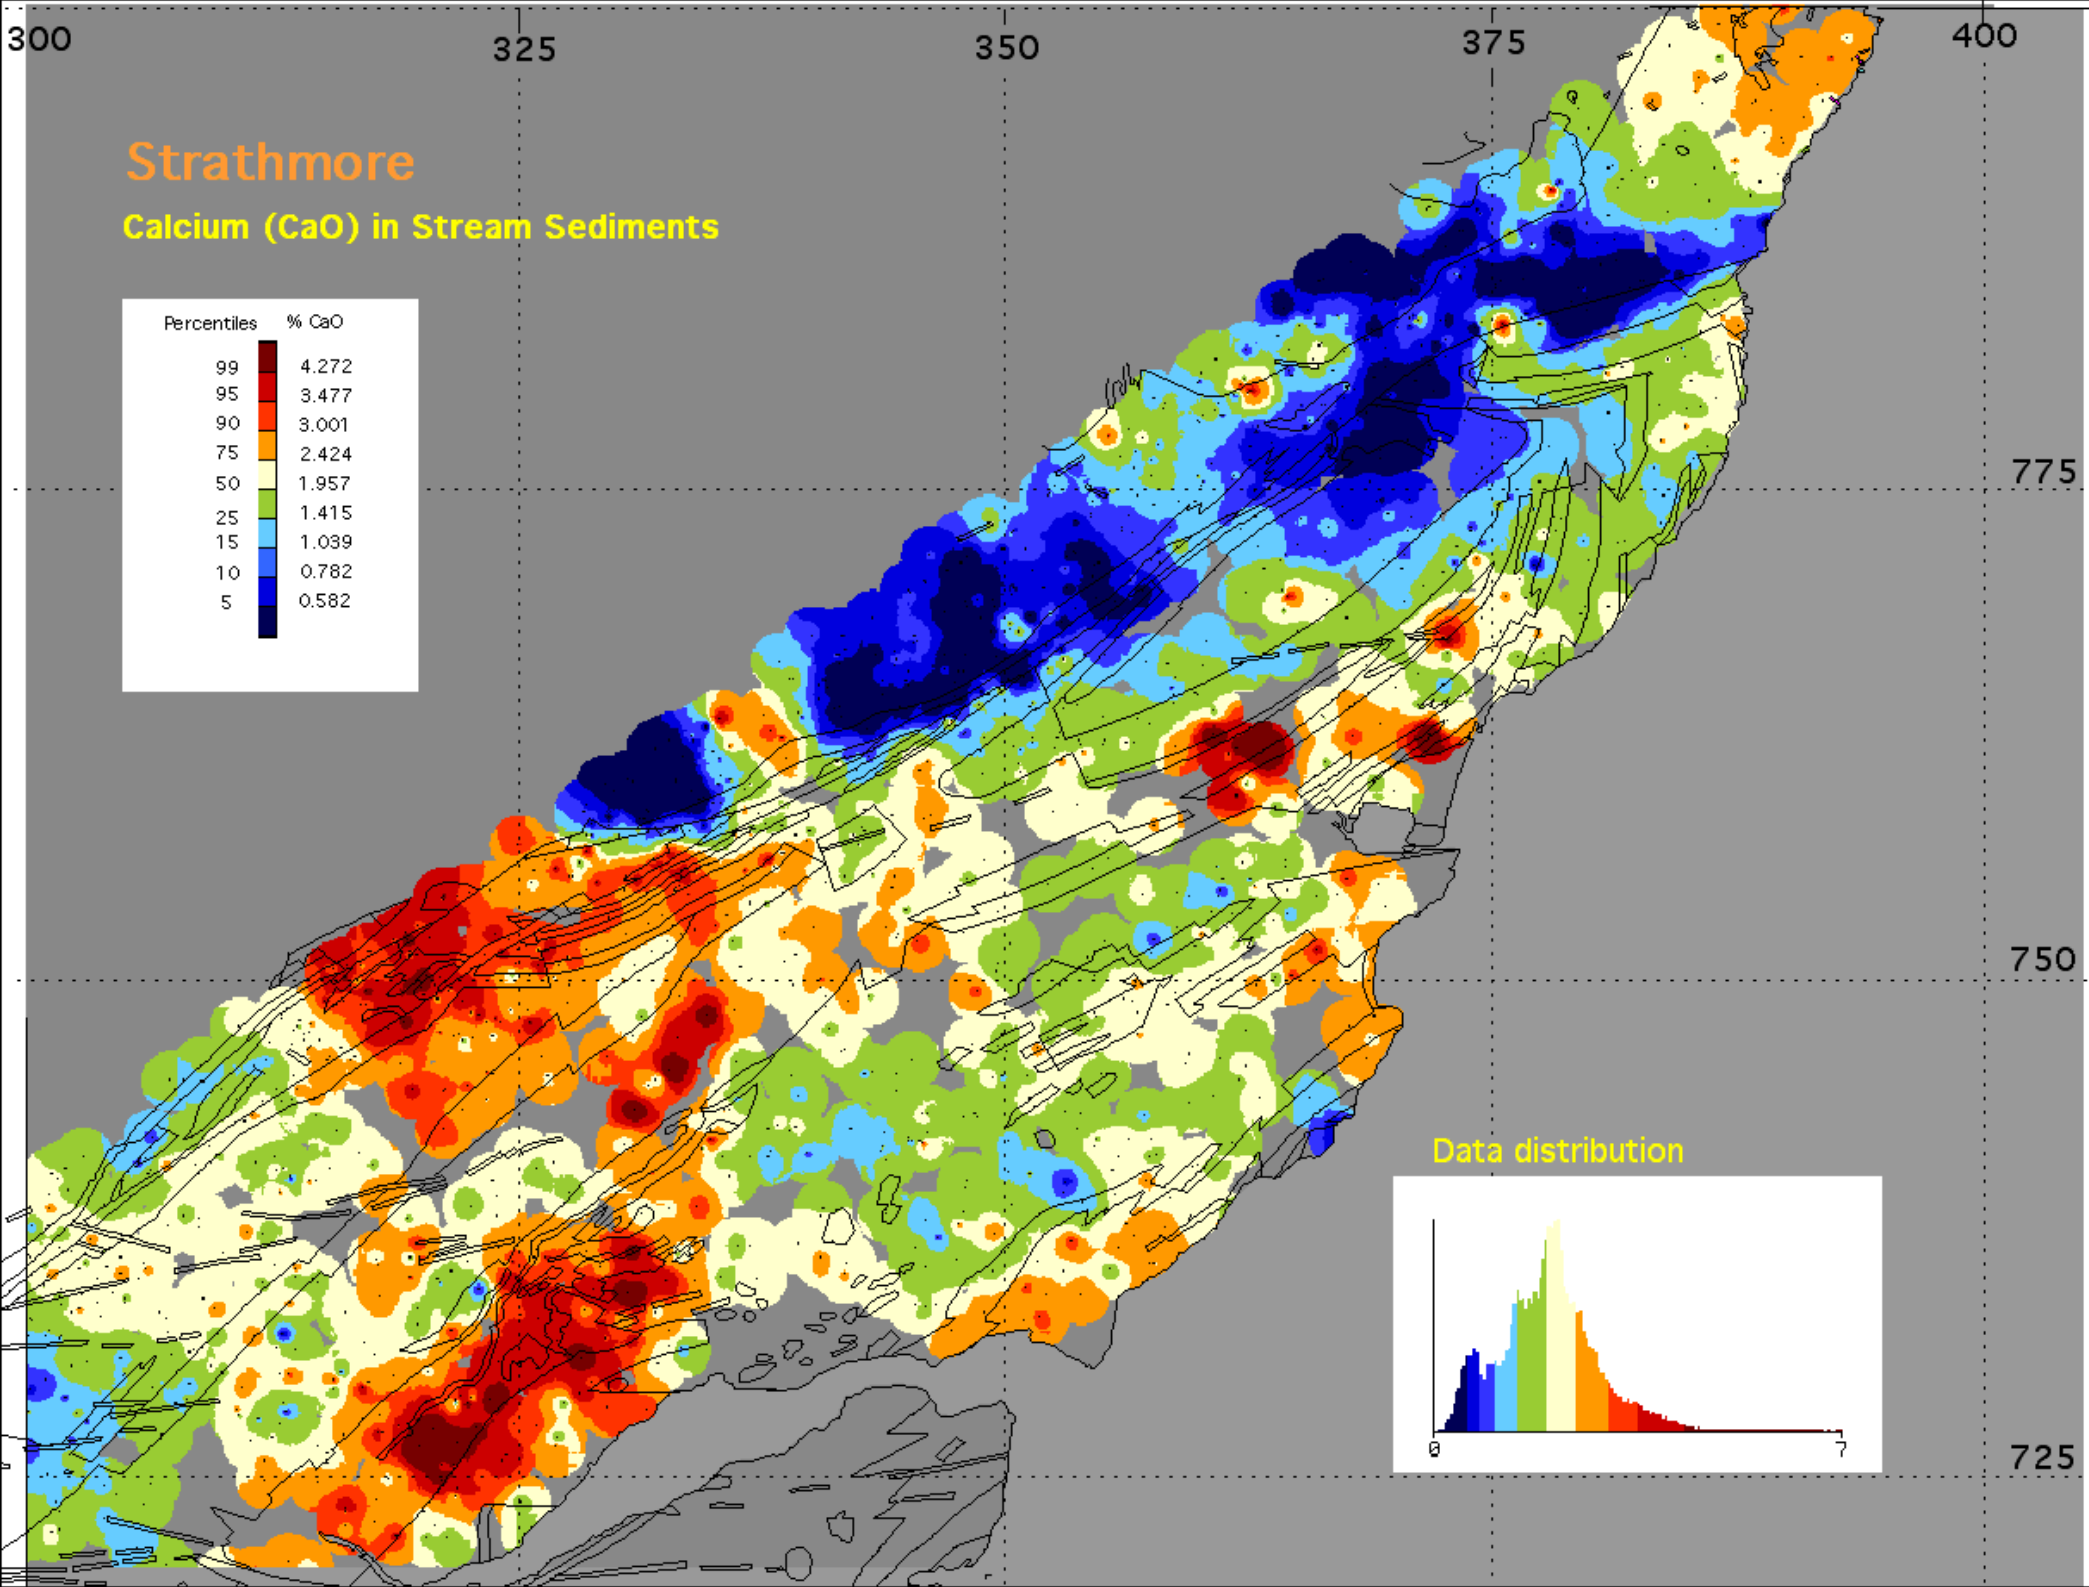 300 325 350 375 400
Strathmore
Calcium (CaO) in Stream Sediments
Percentiles % CaO
99 4.272
95 3.477
90 3.001
75 2.424
50 1.957
25 1.415
15 1.039
10 0.782
5 0.582
775
750
Data distribution
0 7
725